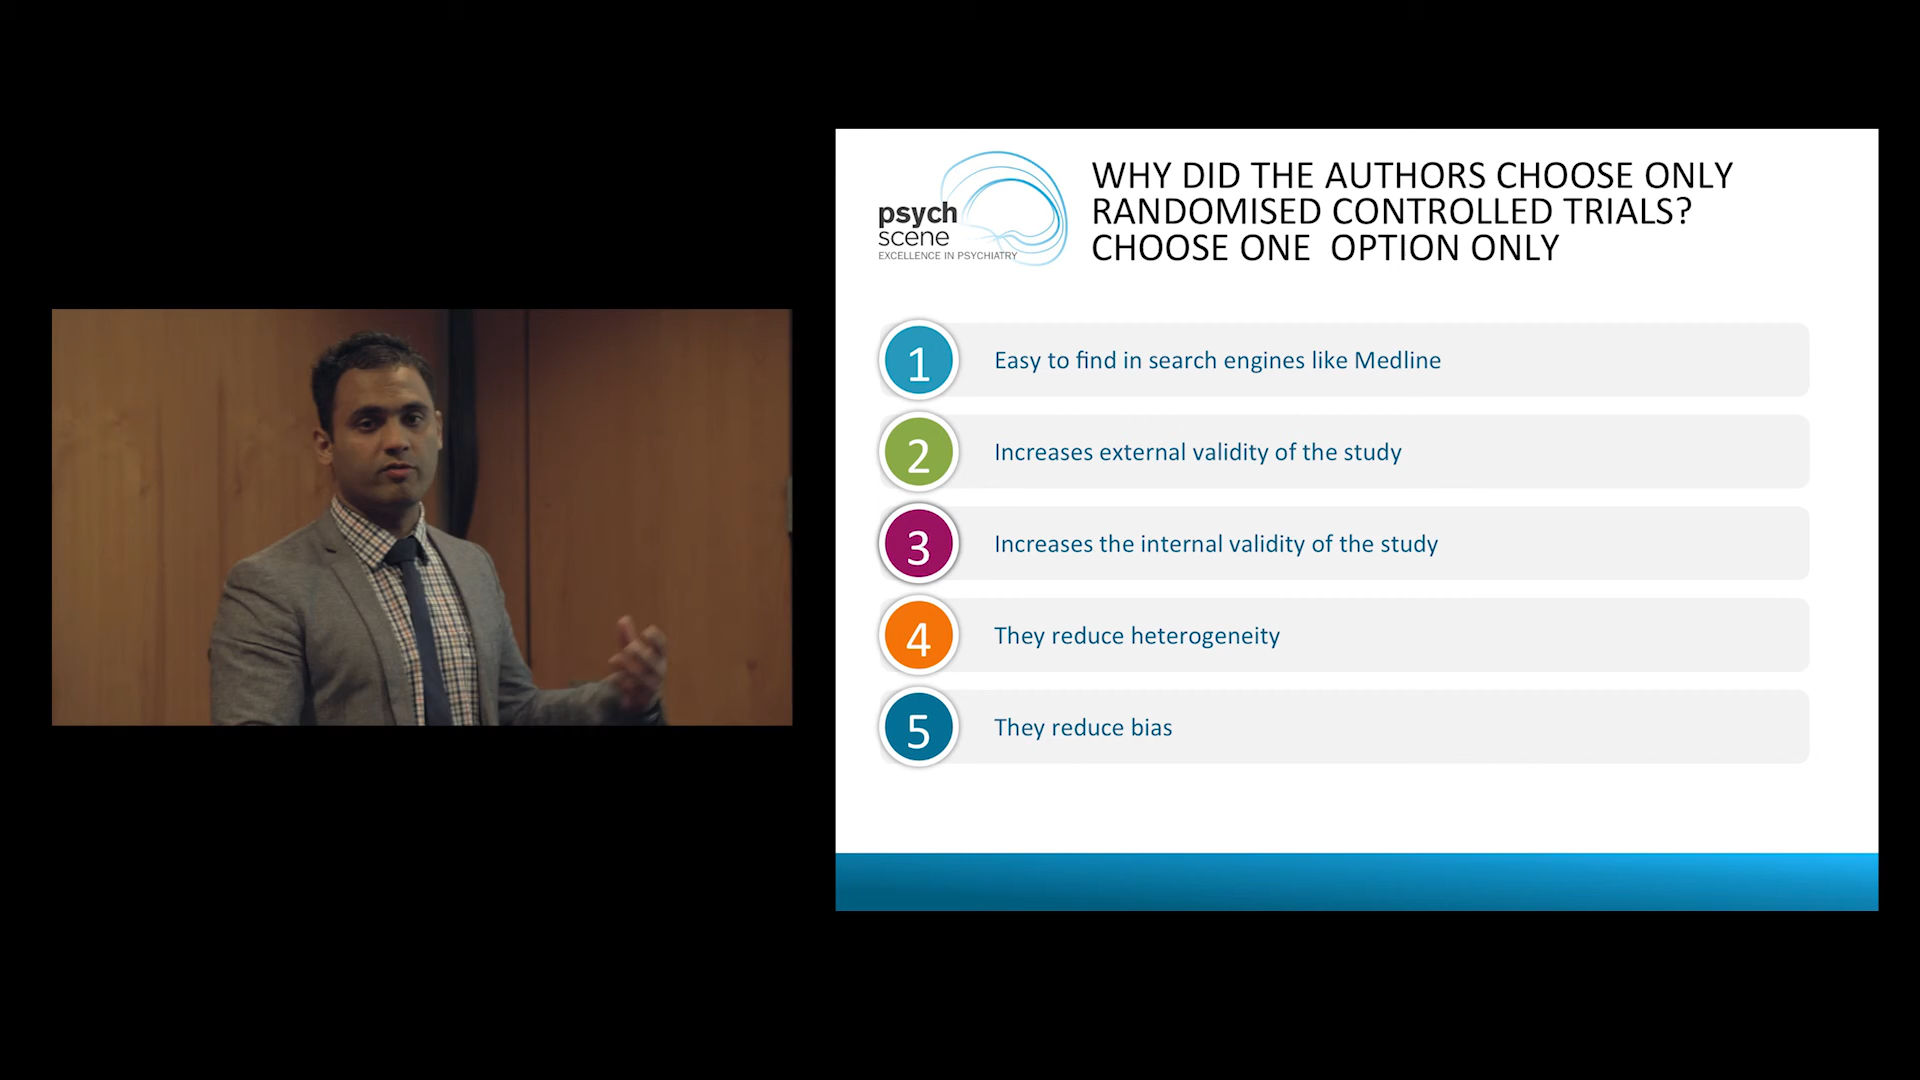 psych
scene
EXCELLENCE IN PSYCHIATRY
WHY DID THE AUTHORS CHOOSE ONLY
RANDOMISED CONTROLLED TRIALS?
CHOOSE ONE OPTION ONLY
1 Easy to find in search engines like Medline
2 Increases external validity of the study
3 Increases the internal validity of the study
4 They reduce heterogeneity
5 They reduce bias